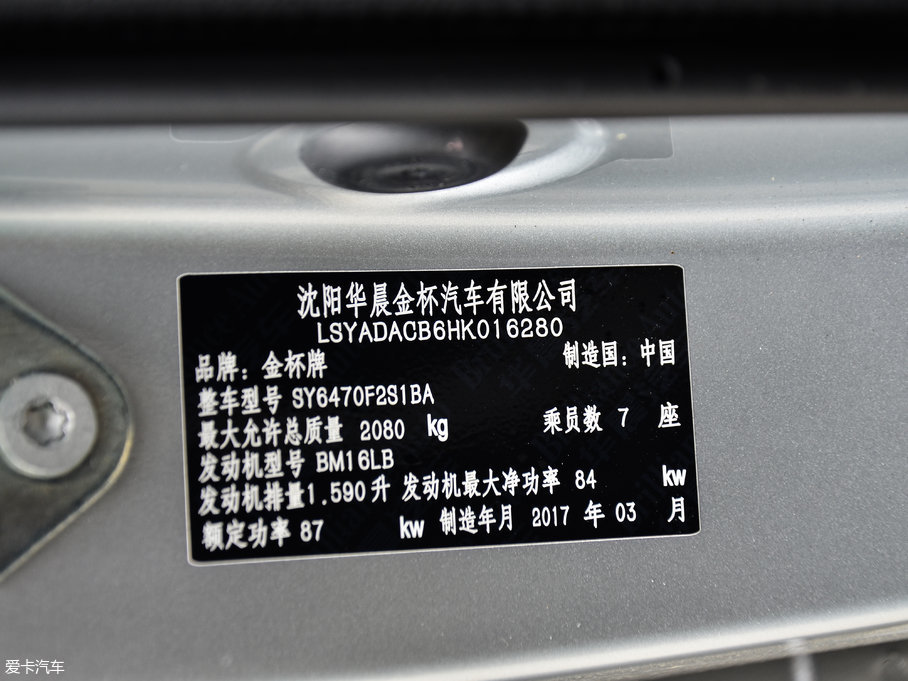 沈阳华晨金杯汽车有限公司
LSYADACB6HK016280
品牌：金杯牌 制造国：中国
整车型号 SY6470F2S1BA
最大允许总质量 2080 kg 乘员数 7 座
发动机型号 BM16LB
发动机排量1.590升 发动机最大净功率 84 kw
额定功率 87 kw 制造年月 2017 年 03 月
爱卡汽车